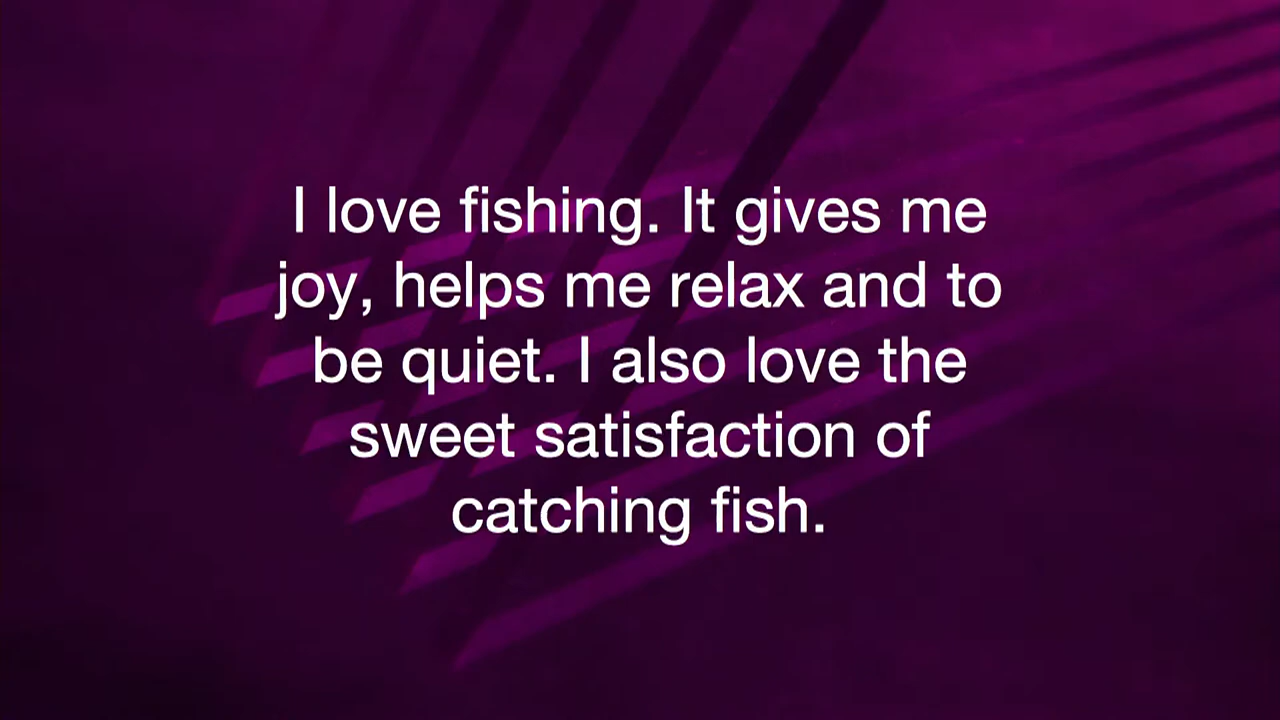 I love fishing. It gives me
joy, helps me relax and to
be quiet. I also love the
sweet satisfaction of
catching fish.